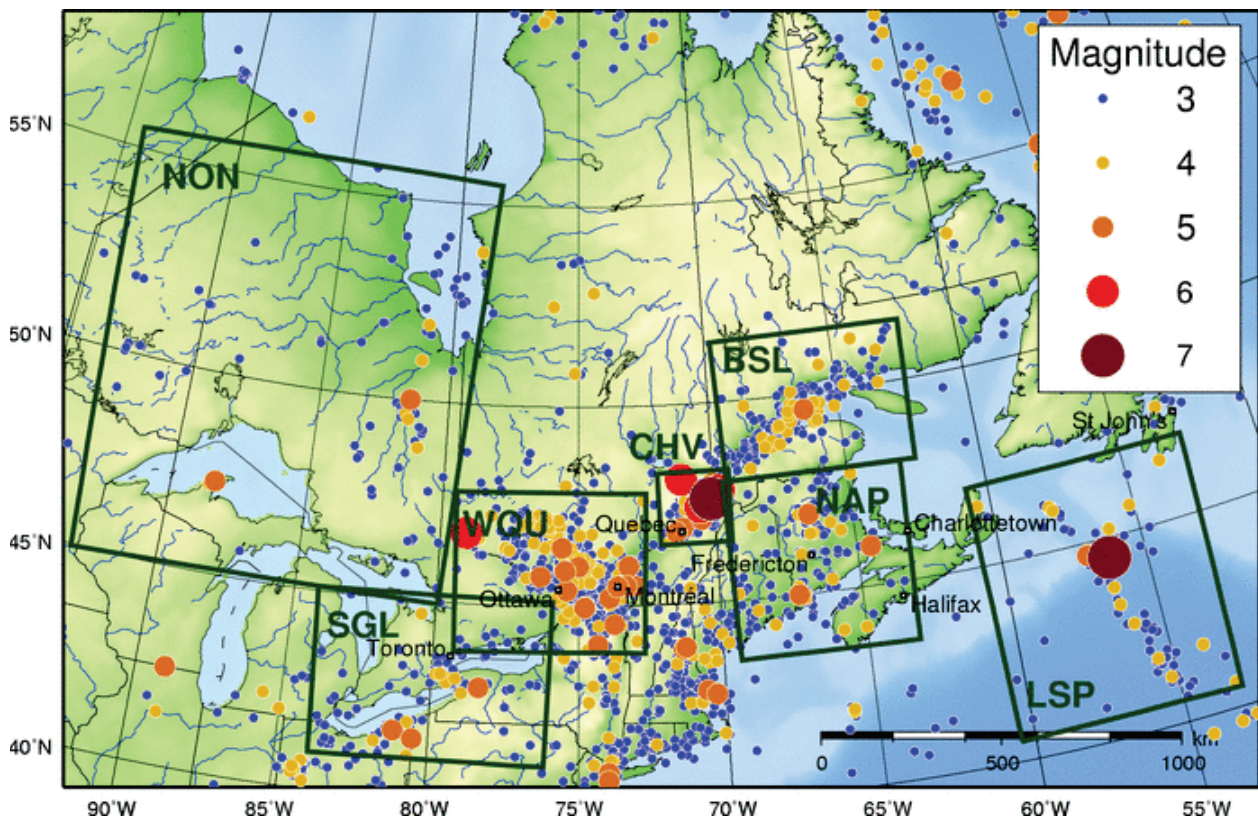 Magnitude
3
4
5
6
7
55°N
50°N
45°N
40°N
NON
BSL
CHV
St John's
WQU
NAP
Quebec
Charlottetown
Fredericton
Ottawa
Montréal
Halifax
SGL
Toronto
LSP
km
0 500 1000
90°W 85°W 80°W 75°W 70°W 65°W 60°W 55°W